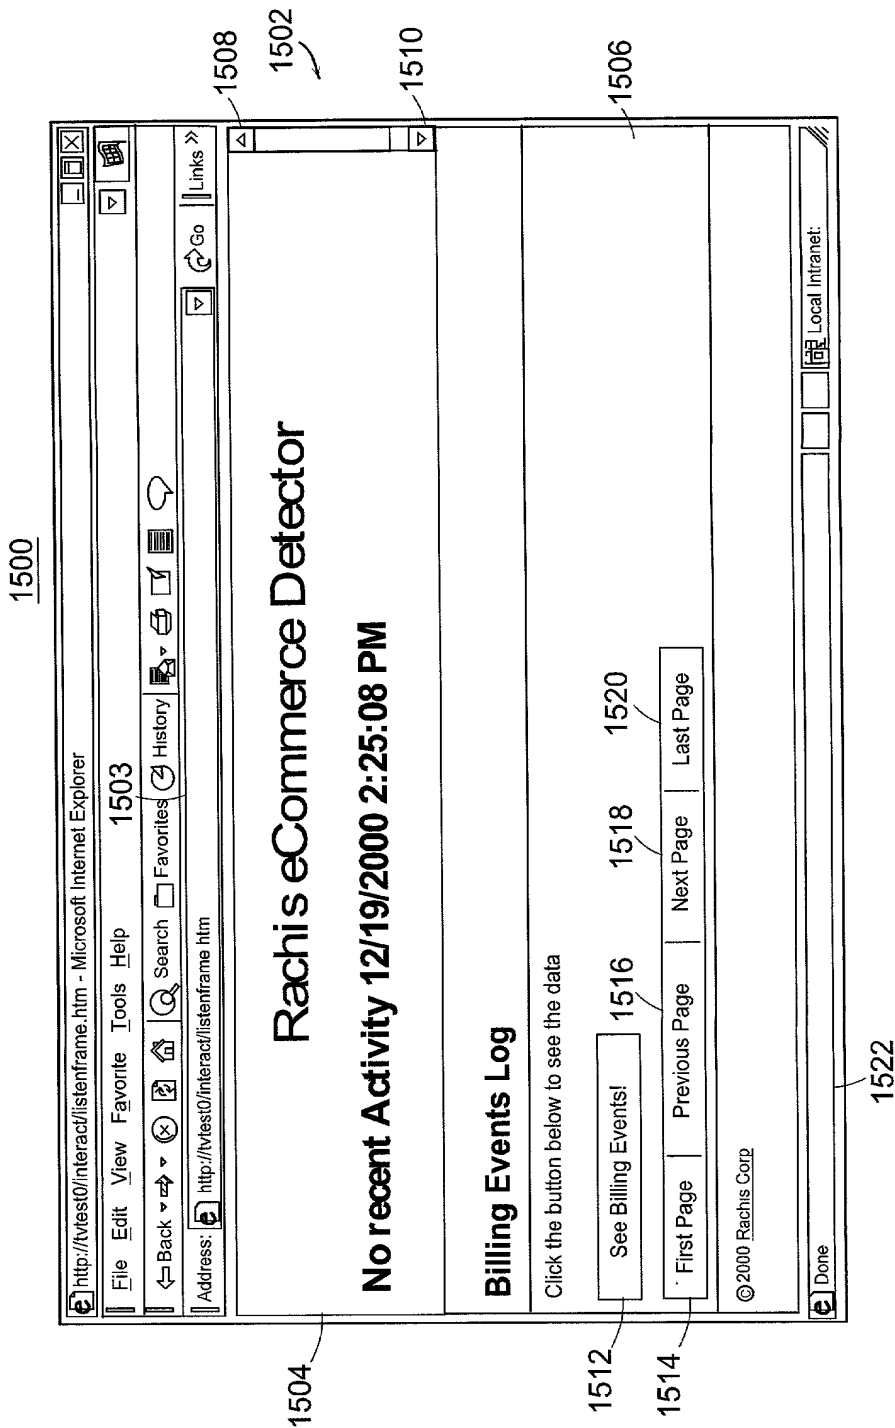 1500
http://tvtest0/interact/listenframe.htm - Microsoft Internet Explorer
File Edit View Favorite Tools Help
1503
Back Search Favorites History
Address: http://tvtest0/interact/listenframe htm Go Links »
1508
1502
Rachis eCommerce Detector
1504
No recent Activity 12/19/2000 2:25:08 PM
1510
Billing Events Log
Click the button below to see the data
1506
1512
See Billing Events!
1516
1518
1520
1514
First Page | Previous Page | Next Page | Last Page
©2000 Rachis Corp
Done Local Intranet:
1522